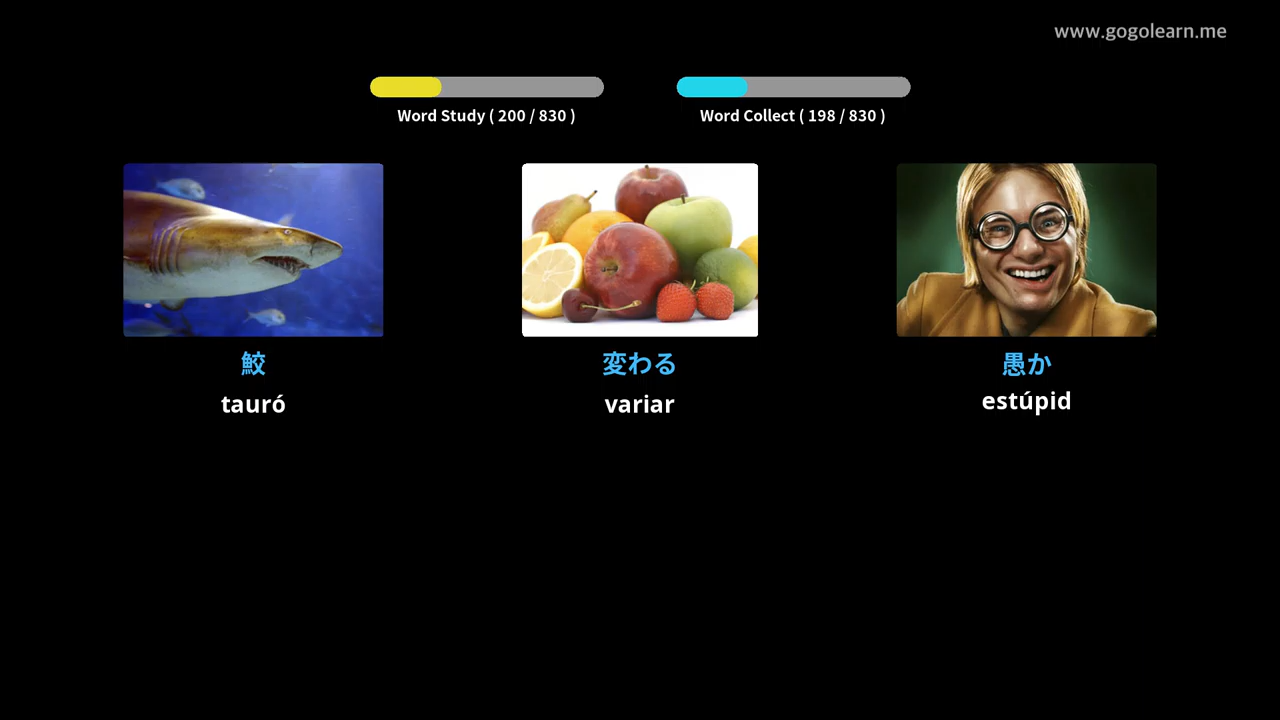 www.gogolearn.me
Word Study ( 200 / 830 )
Word Collect ( 198 / 830 )
鮫
変わる
愚か
tauró
variar
estúpid